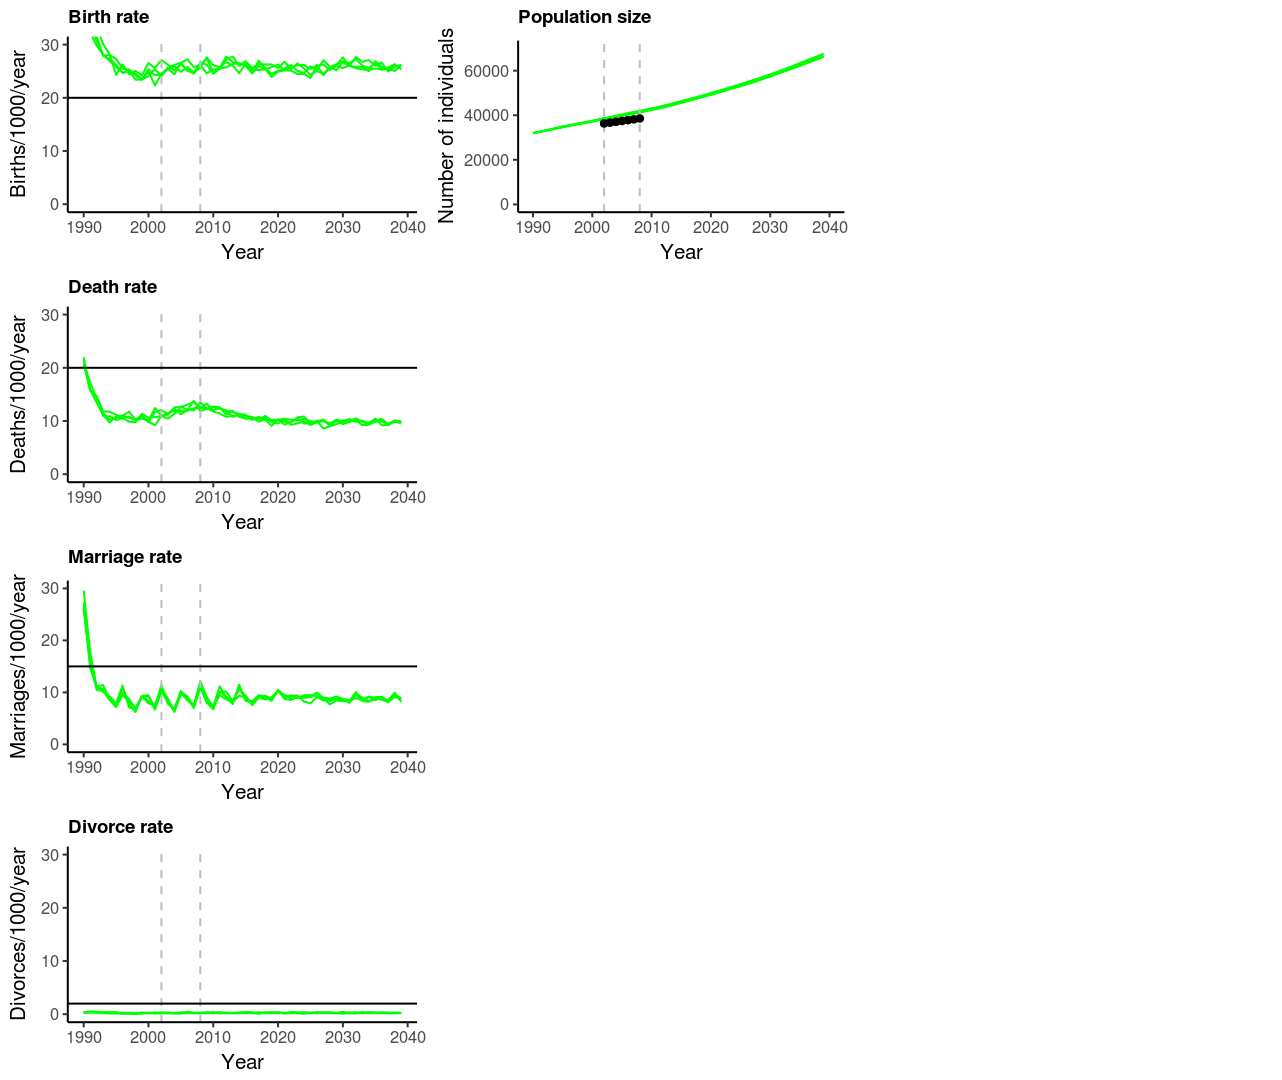 Birth rate
Births/1000/year
30
20
10
0
1990 2000 2010 2020 2030 2040
Year
Population size
Number of individuals
60000
40000
20000
0
1990 2000 2010 2020 2030 2040
Year
Death rate
Deaths/1000/year
30
20
10
0
1990 2000 2010 2020 2030 2040
Year
Marriage rate
Marriages/1000/year
30
20
10
0
1990 2000 2010 2020 2030 2040
Year
Divorce rate
Divorces/1000/year
30
20
10
0
1990 2000 2010 2020 2030 2040
Year